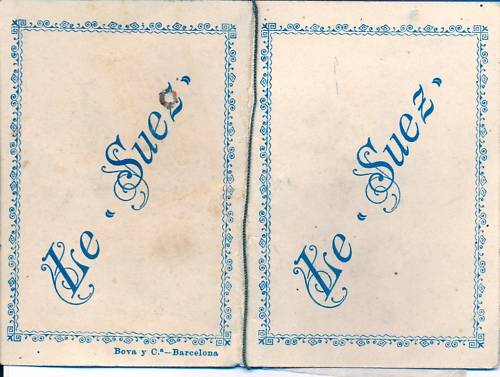 Le "Suez"
Bova y C.ª—Barcelona
Le "Suez"